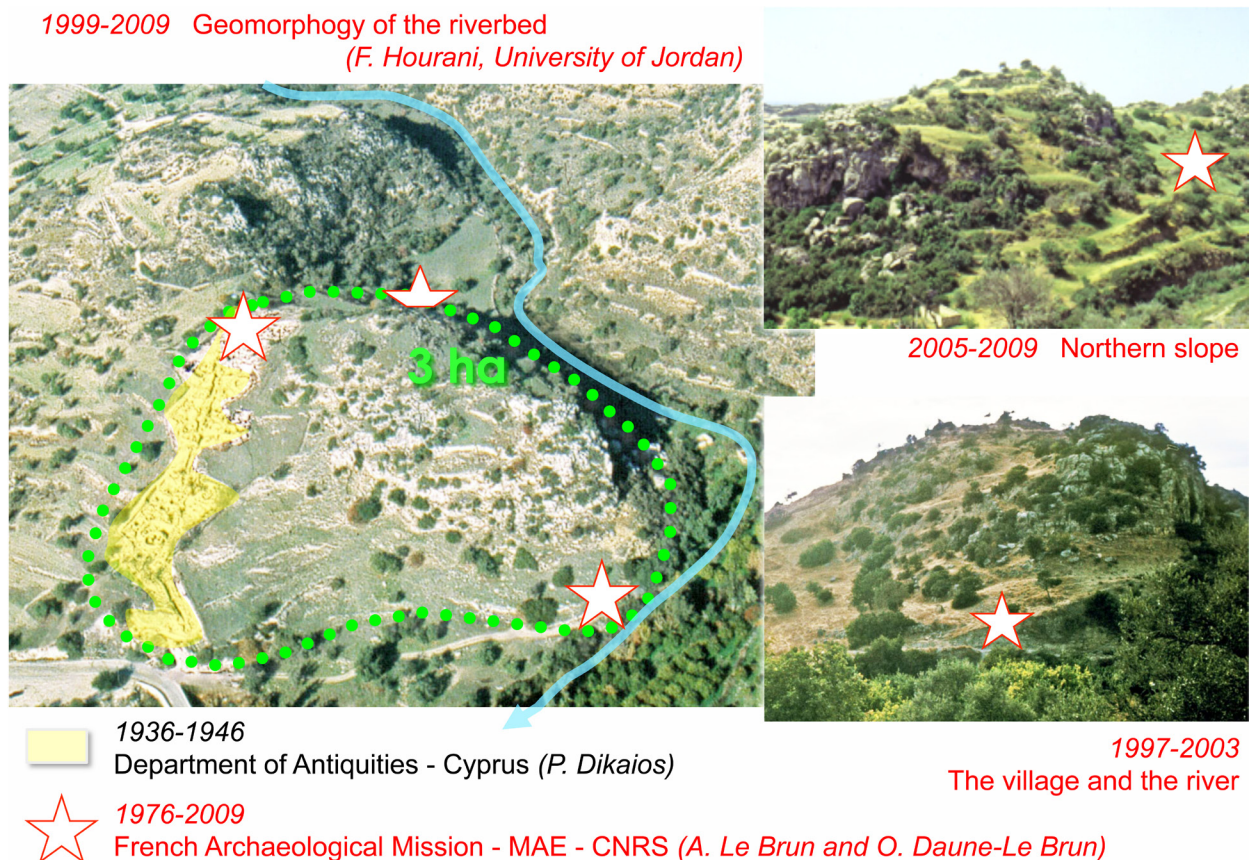 1999-2009 Geomorphogy of the riverbed
(F. Hourani, University of Jordan)
3 ha
2005-2009 Northern slope
1997-2003
The village and the river
1936-1946
Department of Antiquities - Cyprus (P. Dikaios)
1976-2009
French Archaeological Mission - MAE - CNRS (A. Le Brun and O. Daune-Le Brun)